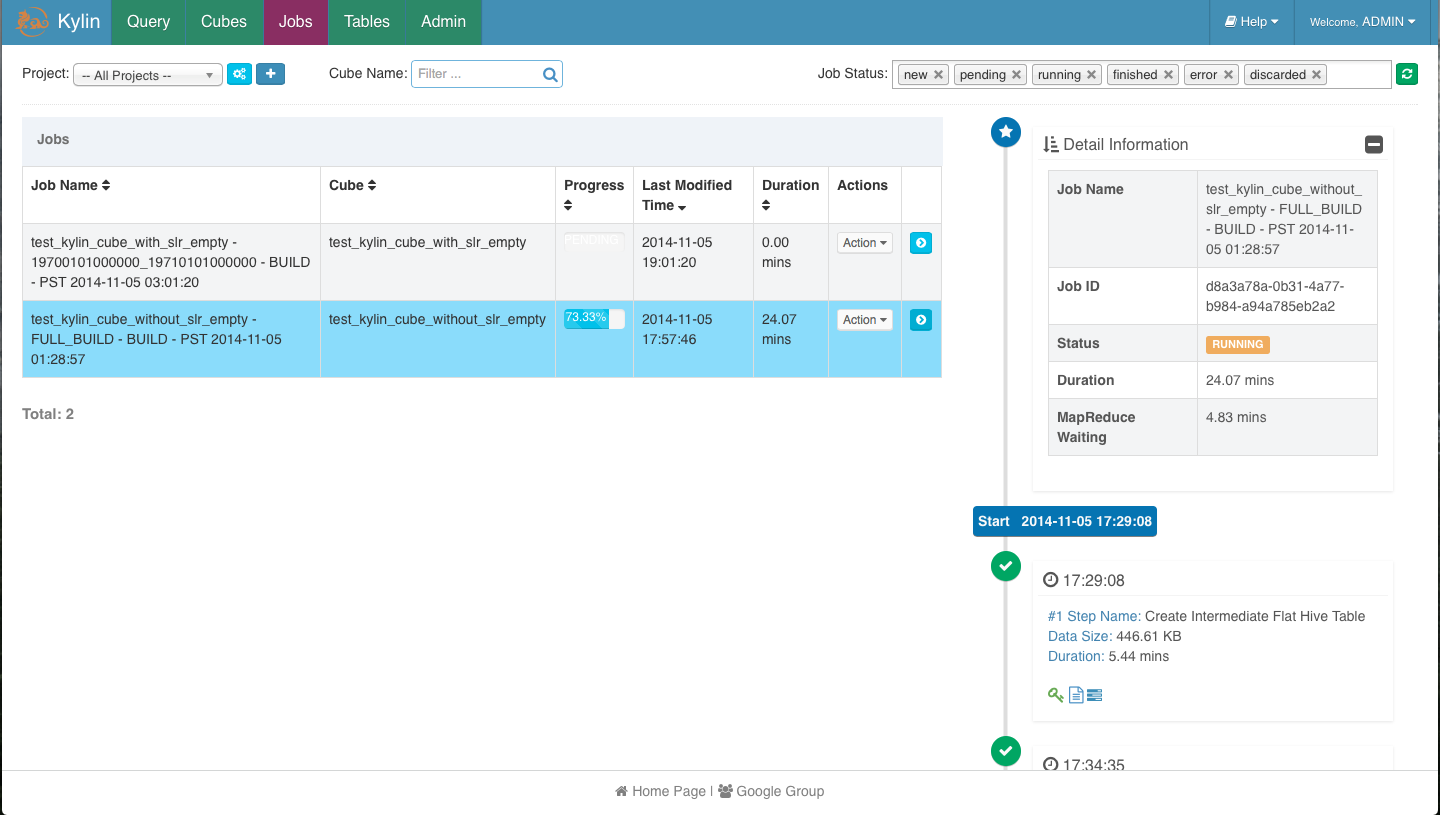 Kylin Query Cubes Jobs Tables Admin Help Welcome, ADMIN
Project: -- All Projects -- Cube Name: Filter ... Job Status: new pending running finished error discarded
Jobs
Job Name Cube Progress Last Modified Time Duration Actions
test_kylin_cube_with_slr_empty -
19700101000000_19710101000000 - BUILD
- PST 2014-11-05 03:01:20
test_kylin_cube_with_slr_empty
PENDING
2014-11-05
19:01:20
0.00
mins
Action
test_kylin_cube_without_slr_empty -
FULL_BUILD - BUILD - PST 2014-11-05
01:28:57
test_kylin_cube_without_slr_empty
73.33%
2014-11-05
17:57:46
24.07
mins
Action
Total: 2
Detail Information
Job Name
test_kylin_cube_without_
slr_empty - FULL_BUILD
- BUILD - PST 2014-11-
05 01:28:57
Job ID
d8a3a78a-0b31-4a77-
b984-a94a785eb2a2
Status RUNNING
Duration 24.07 mins
MapReduce
Waiting
4.83 mins
Start 2014-11-05 17:29:08
17:29:08
#1 Step Name: Create Intermediate Flat Hive Table
Data Size: 446.61 KB
Duration: 5.44 mins
17:34:35
Home Page | Google Group